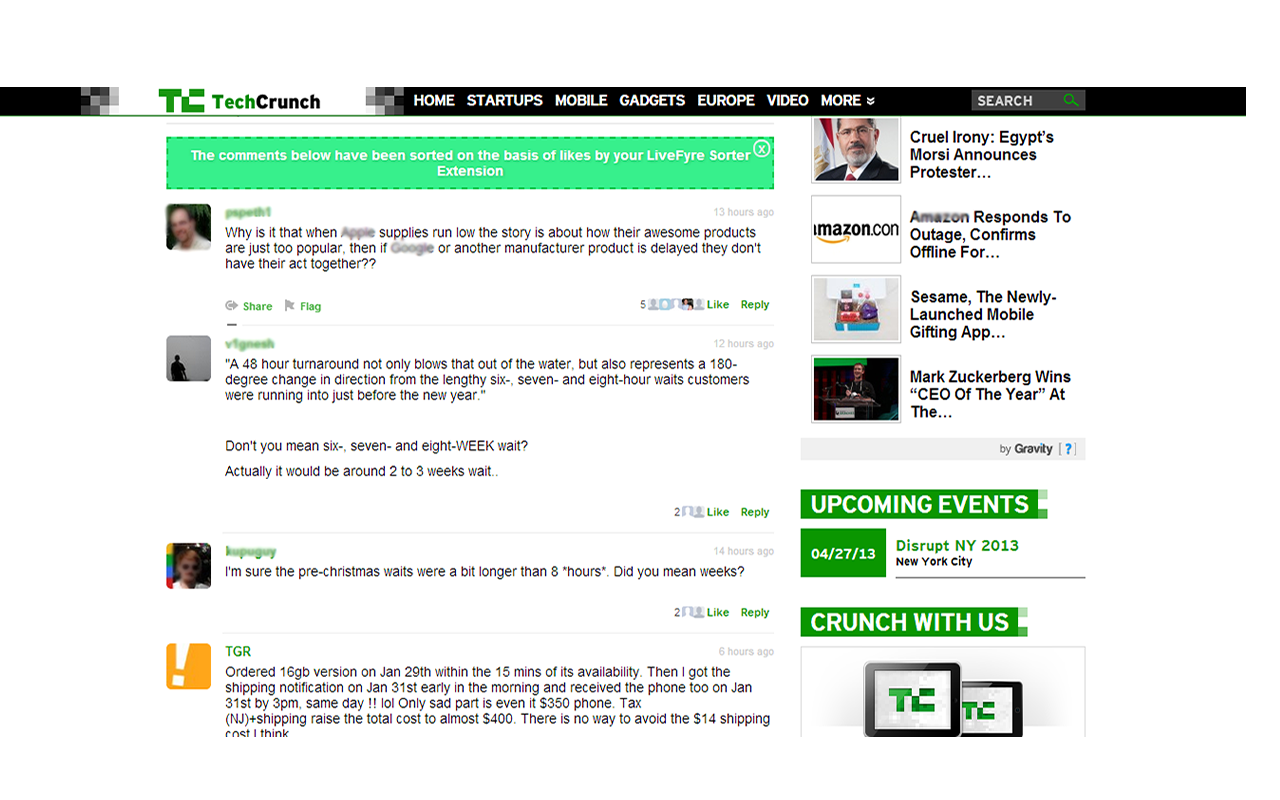 TechCrunch
HOME STARTUPS MOBILE GADGETS EUROPE VIDEO MORE
SEARCH
The comments below have been sorted on the basis of likes by your LiveFyre Sorter
Extension
13 hours ago
Why is it that when supplies run low the story is about how their awesome products
are just too popular, then if or another manufacturer product is delayed they don't
have their act together??
Share Flag
5 Like Reply
12 hours ago
"A 48 hour turnaround not only blows that out of the water, but also represents a 180-
degree change in direction from the lengthy six-, seven- and eight-hour waits customers
were running into just before the new year."
Don't you mean six-, seven- and eight-WEEK wait?
Actually it would be around 2 to 3 weeks wait..
2 Like Reply
14 hours ago
I'm sure the pre-christmas waits were a bit longer than 8 *hours*. Did you mean weeks?
2 Like Reply
TGR 6 hours ago
Ordered 16gb version on Jan 29th within the 15 mins of its availability. Then I got the
shipping notification on Jan 31st early in the morning and received the phone too on Jan
31st by 3pm, same day !! lol Only sad part is even it $350 phone. Tax
(NJ)+shipping raise the total cost to almost $400. There is no way to avoid the $14 shipping
cost I think
Cruel Irony: Egypt's
Morsi Announces
Protester…
amazon.con
Amazon Responds To
Outage, Confirms
Offline For…
Sesame, The Newly-
Launched Mobile
Gifting App…
Mark Zuckerberg Wins
“CEO Of The Year” At
The…
by Gravity [ ? ]
UPCOMING EVENTS
04/27/13
Disrupt NY 2013
New York City
CRUNCH WITH US